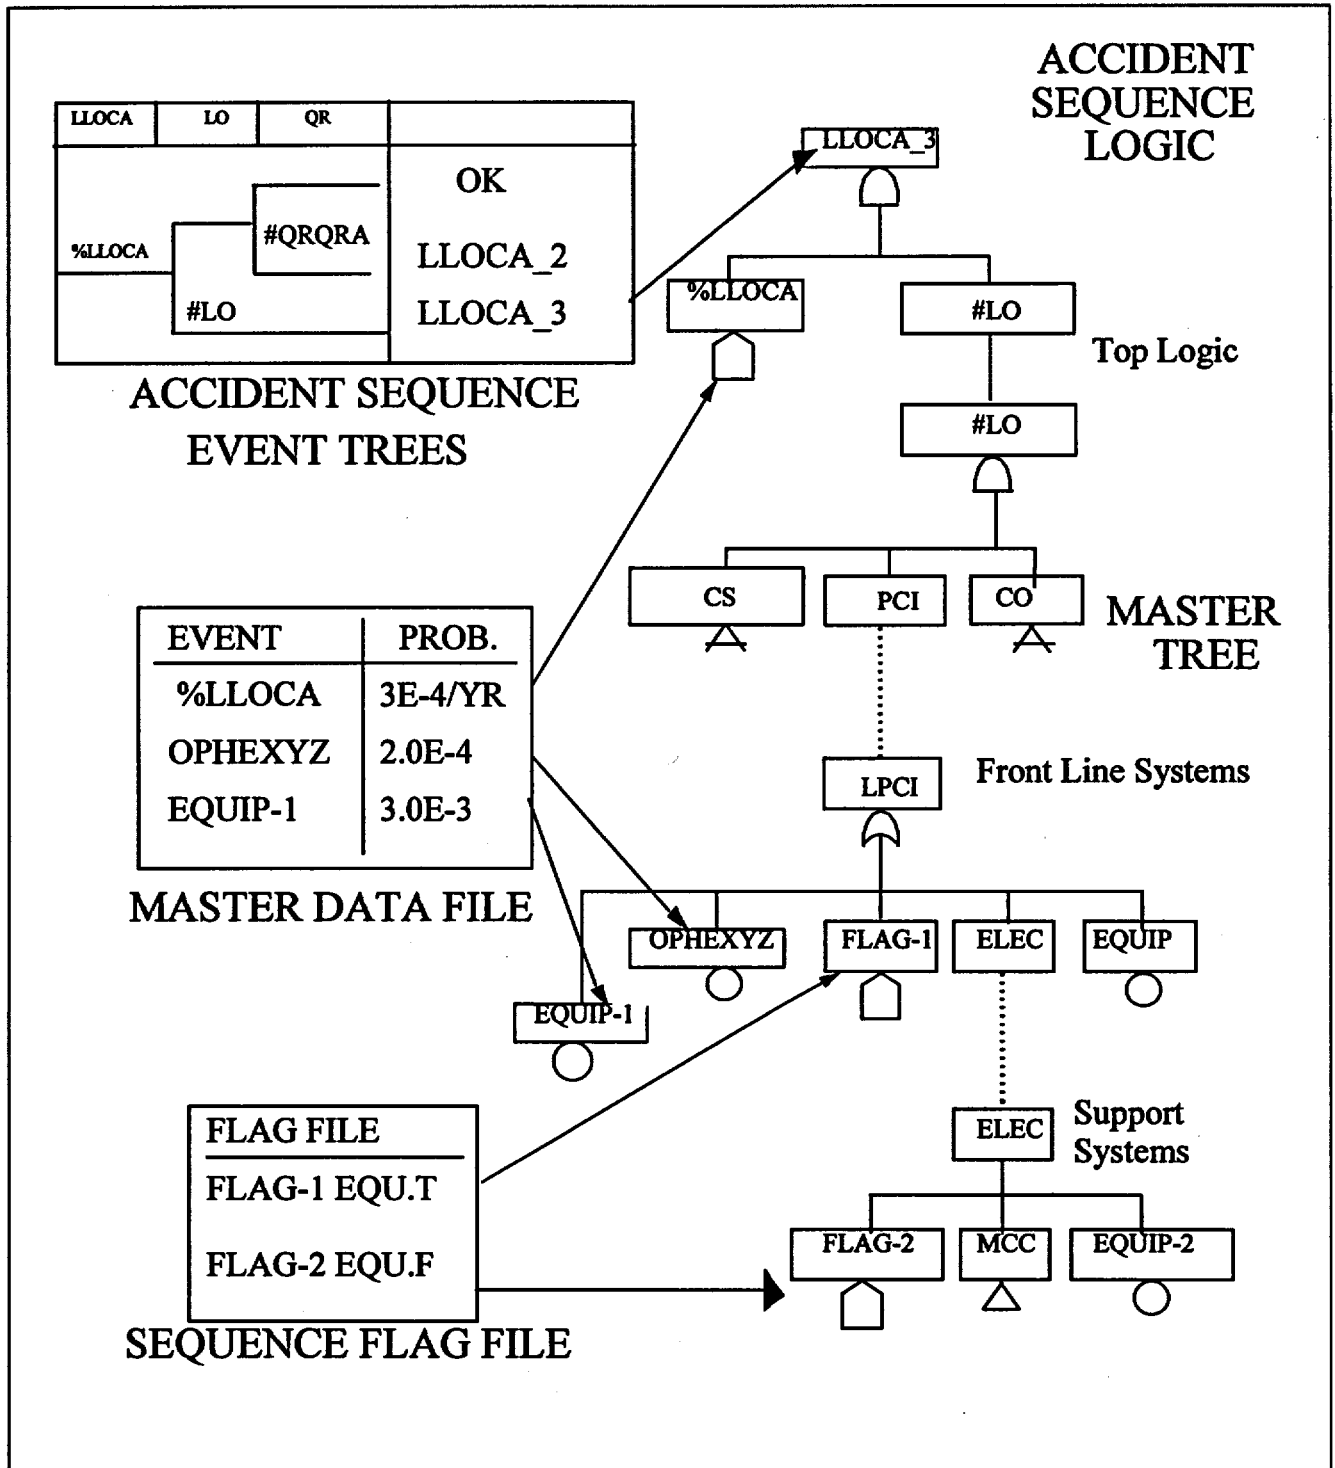 ACCIDENT
SEQUENCE
LOGIC
LLOCA LO QR
OK
%LLOCA #QRQRA
LLOCA_2
#LO LLOCA_3
ACCIDENT SEQUENCE
EVENT TREES
LLOCA_3
%LLOCA #LO
Top Logic
#LO
CS PCI CO
MASTER
TREE
EVENT PROB.
%LLOCA 3E-4/YR
OPHEXYZ 2.0E-4
EQUIP-1 3.0E-3
MASTER DATA FILE
LPCI
Front Line Systems
OPHEXYZ FLAG-1 ELEC EQUIP
EQUIP-1
FLAG FILE
FLAG-1 EQU.T
FLAG-2 EQU.F
SEQUENCE FLAG FILE
ELEC
Support
Systems
FLAG-2 MCC EQUIP-2